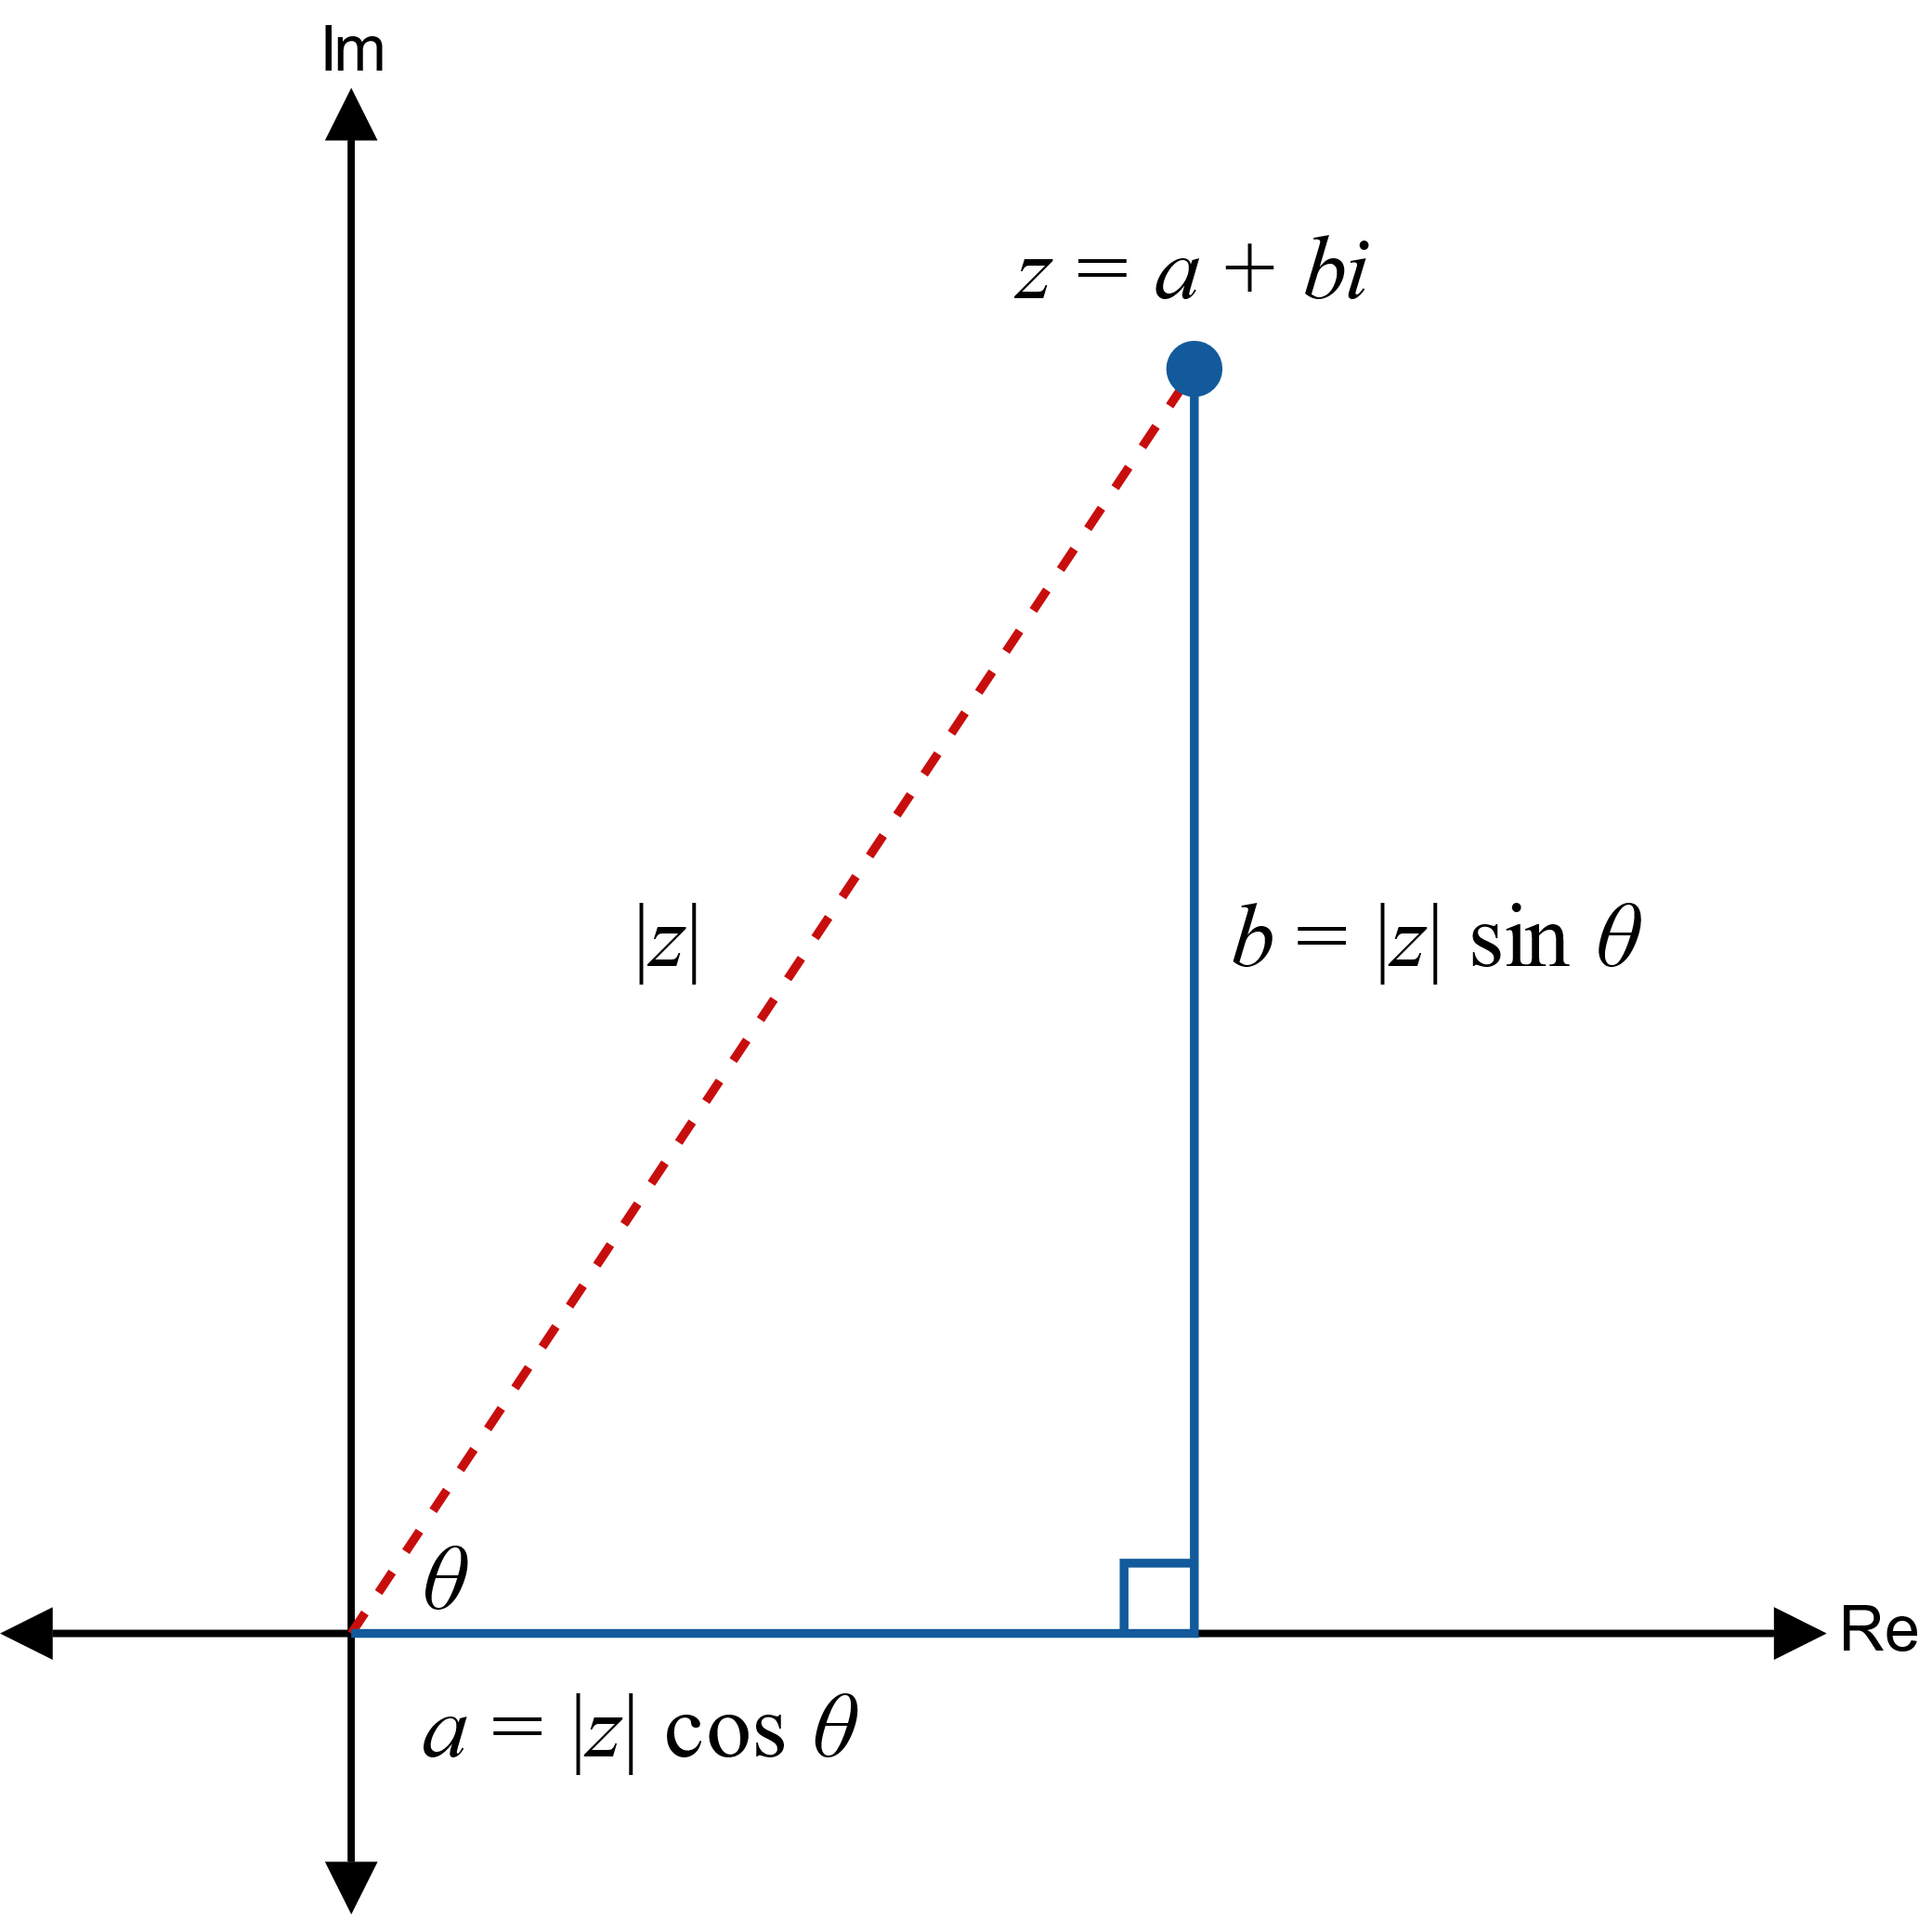 Im
z = a + bi
|z|
b = |z| sin θ
θ
Re
a = |z| cos θ